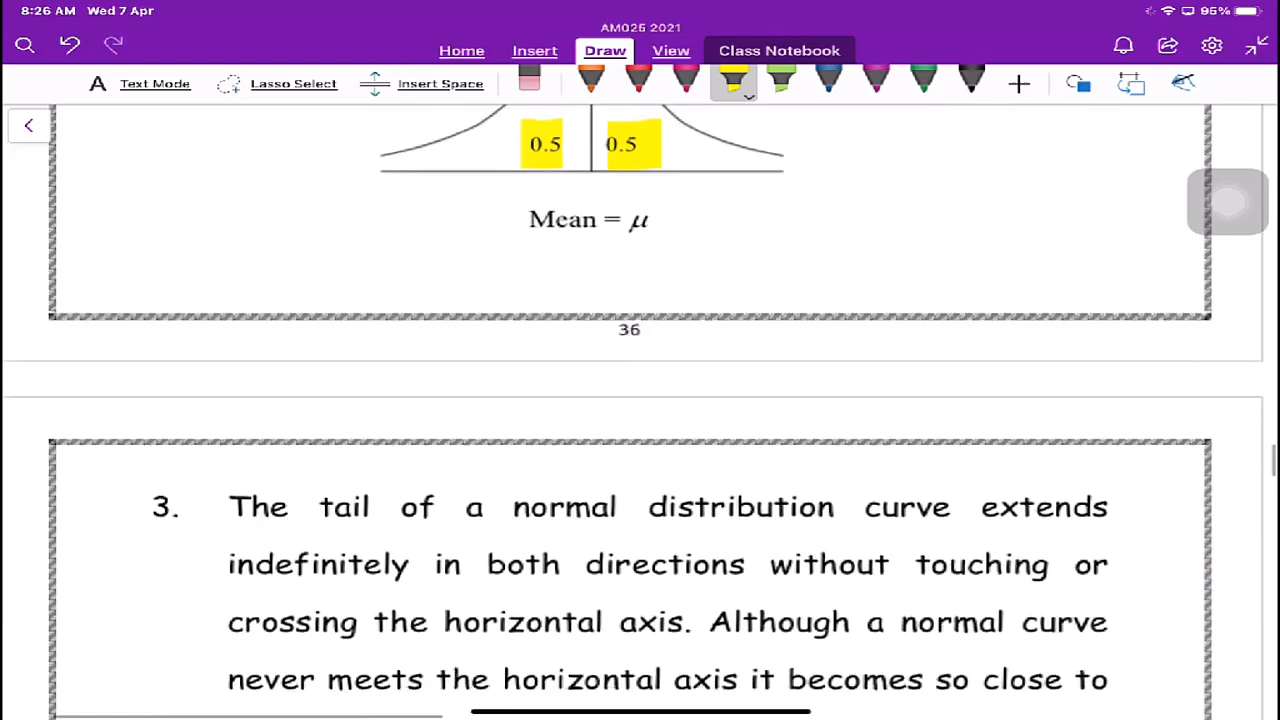 8:26 AM Wed 7 Apr
95%
AM025 2021
Home Insert Draw View Class Notebook
A Text Mode Lasso Select Insert Space
0.5 0.5
Mean = μ
36
3. The tail of a normal distribution curve extends
indefinitely in both directions without touching or
crossing the horizontal axis. Although a normal curve
never meets the horizontal axis it becomes so close to